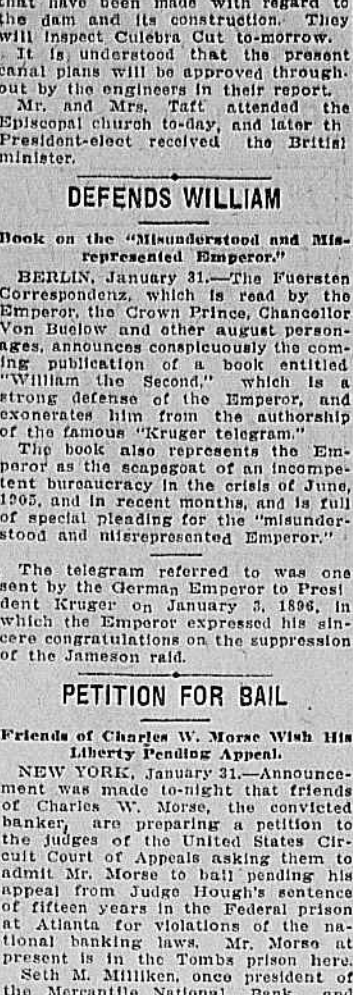 that have been made with regard to
the dam and its construction. They
will inspect Culebra Cut to-morrow.
It is understood that the present
canal plans will be approved through-
out by the engineers in their report.
Mr. and Mrs. Taft attended the
Episcopal church to-day, and later th
President-elect received the Britisl
minister.
DEFENDS WILLIAM
Book on the "Misunderstood and Mis-
represented Emperor."
BERLIN, January 31.—The Fuersten
Correspondenz, which is read by the
Emperor, the Crown Prince, Chancellor
Von Buelow and other august person-
ages, announces conspicuously the com-
ing publication of a book entitled
"William the Second," which is a
strong defense of the Emperor, and
exonerates him from the authorship
of the famous "Kruger telegram."
The book also represents the Em-
peror as the scapegoat of an incompe-
tent bureaucracy in the crisis of June,
1905, and in recent months, and is full
of special pleading for the "misunder-
stood and misrepresented Emperor."
The telegram referred to was one
sent by the German Emperor to Presi
dent Kruger on January 3, 1896, in
which the Emperor expressed his sin-
cere congratulations on the suppression
of the Jameson raid.
PETITION FOR BAIL
Friends of Charles W. Morse Wish His
Liberty Pending Appeal.
NEW YORK, January 31.—Announce-
ment was made to-night that friends
of Charles W. Morse, the convicted
banker, are preparing a petition to
the judges of the United States Cir-
cuit Court of Appeals asking them to
admit Mr. Morse to bail pending his
appeal from Judge Hough's sentence
of fifteen years in the Federal prison
at Atlanta for violations of the na-
tional banking laws. Mr. Morse at
present is in the Tombs prison here.
Seth M. Milliken, once president of
the Mercantile National Bank, and